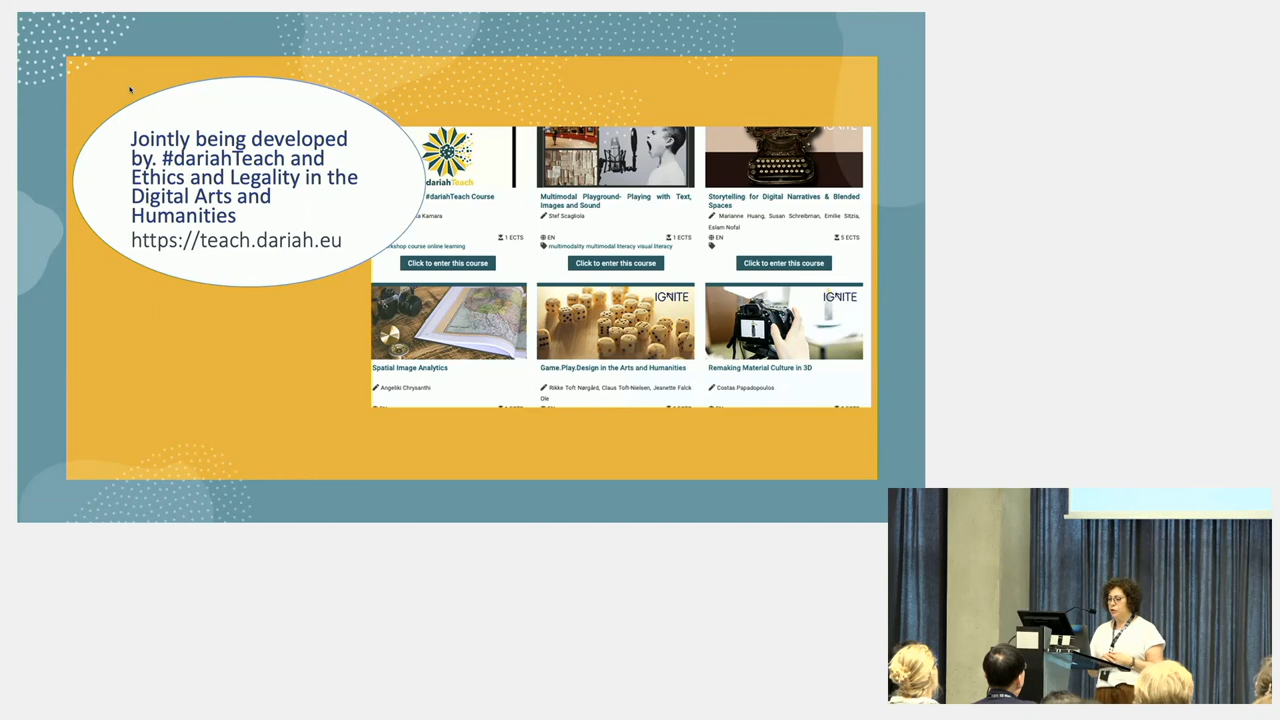 Jointly being developed
by. #dariahTeach and
Ethics and Legality in the
Digital Arts and
Humanities
https://teach.dariah.eu
dariahTeach
#dariahTeach Course
Kamara
1 ECTS
course online learning
Click to enter this course
Multimodal Playground- Playing with Text,
Images and Sound
Stef Scagliola
EN
1 ECTS
multimodality multimodal literacy visual literacy
Click to enter this course
IGNITE
Storytelling for Digital Narratives & Blended
Spaces
Marianne Huang, Susan Schreibman, Emilie Sitzia,
Eslam Nofal
EN
5 ECTS
Click to enter this course
Spatial Image Analytics
Angeliki Chrysanthi
IGNITE
Game.Play.Design in the Arts and Humanities
Rikke Toft Nørgård, Claus Toft-Nielsen, Jeanette Falck
Ole
IGNITE
Remaking Material Culture in 3D
Costas Papadopoulos